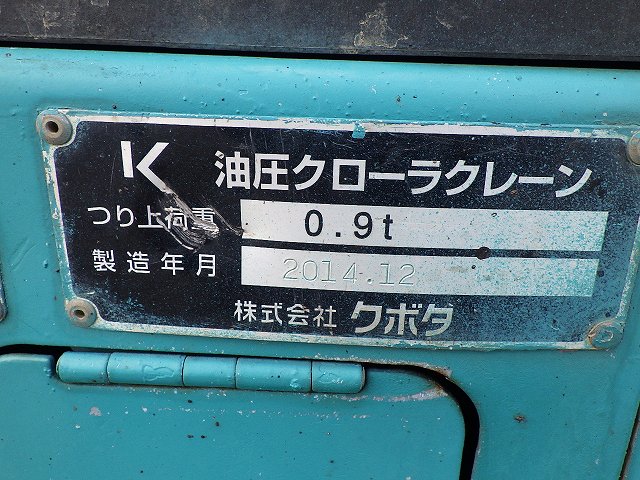 K 油圧クローラクレーン
つり上荷重 0.9t
製造年月 2014.12
株式会社 クボタ